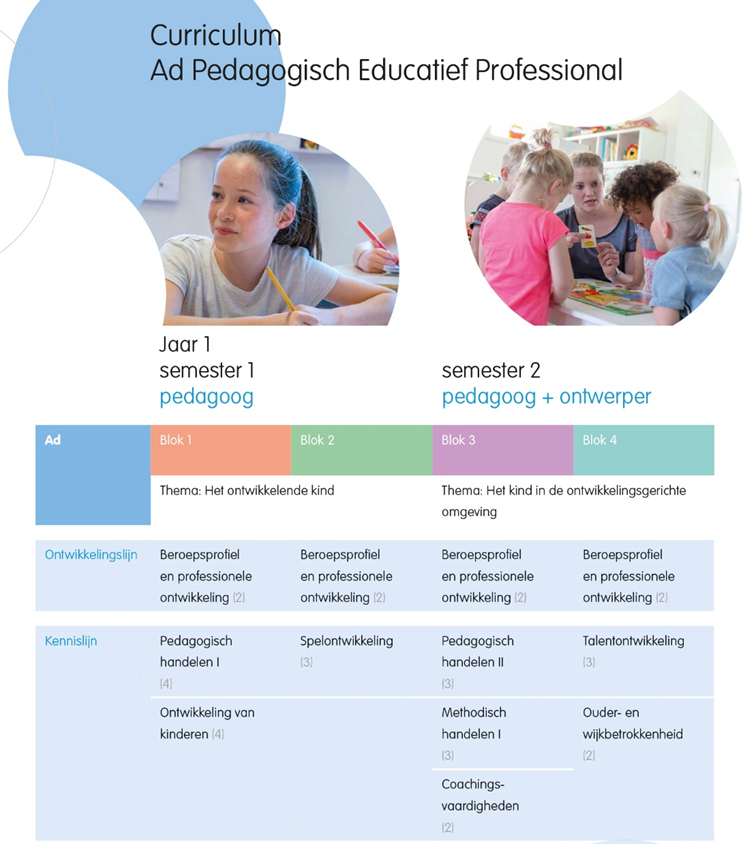 Curriculum
Ad Pedagogisch Educatief Professional
Jaar 1
semester 1
pedagoog
semester 2
pedagoog + ontwerper
Ad
Blok 1
Blok 2
Blok 3
Blok 4
Thema: Het ontwikkelende kind
Thema: Het kind in de ontwikkelingsgerichte
omgeving
Ontwikkelingslijn
Beroepsprofiel
en professionele
ontwikkeling (2)
Beroepsprofiel
en professionele
ontwikkeling (2)
Beroepsprofiel
en professionele
ontwikkeling (2)
Beroepsprofiel
en professionele
ontwikkeling (2)
Kennislijn
Pedagogisch
handelen I
(4)
Spelontwikkeling
(3)
Pedagogisch
handelen II
(3)
Talentontwikkeling
(3)
Ontwikkeling van
kinderen (4)
Methodisch
handelen I
(3)
Ouder- en
wijkbetrokkenheid
(2)
Coachings-
vaardigheden
(2)